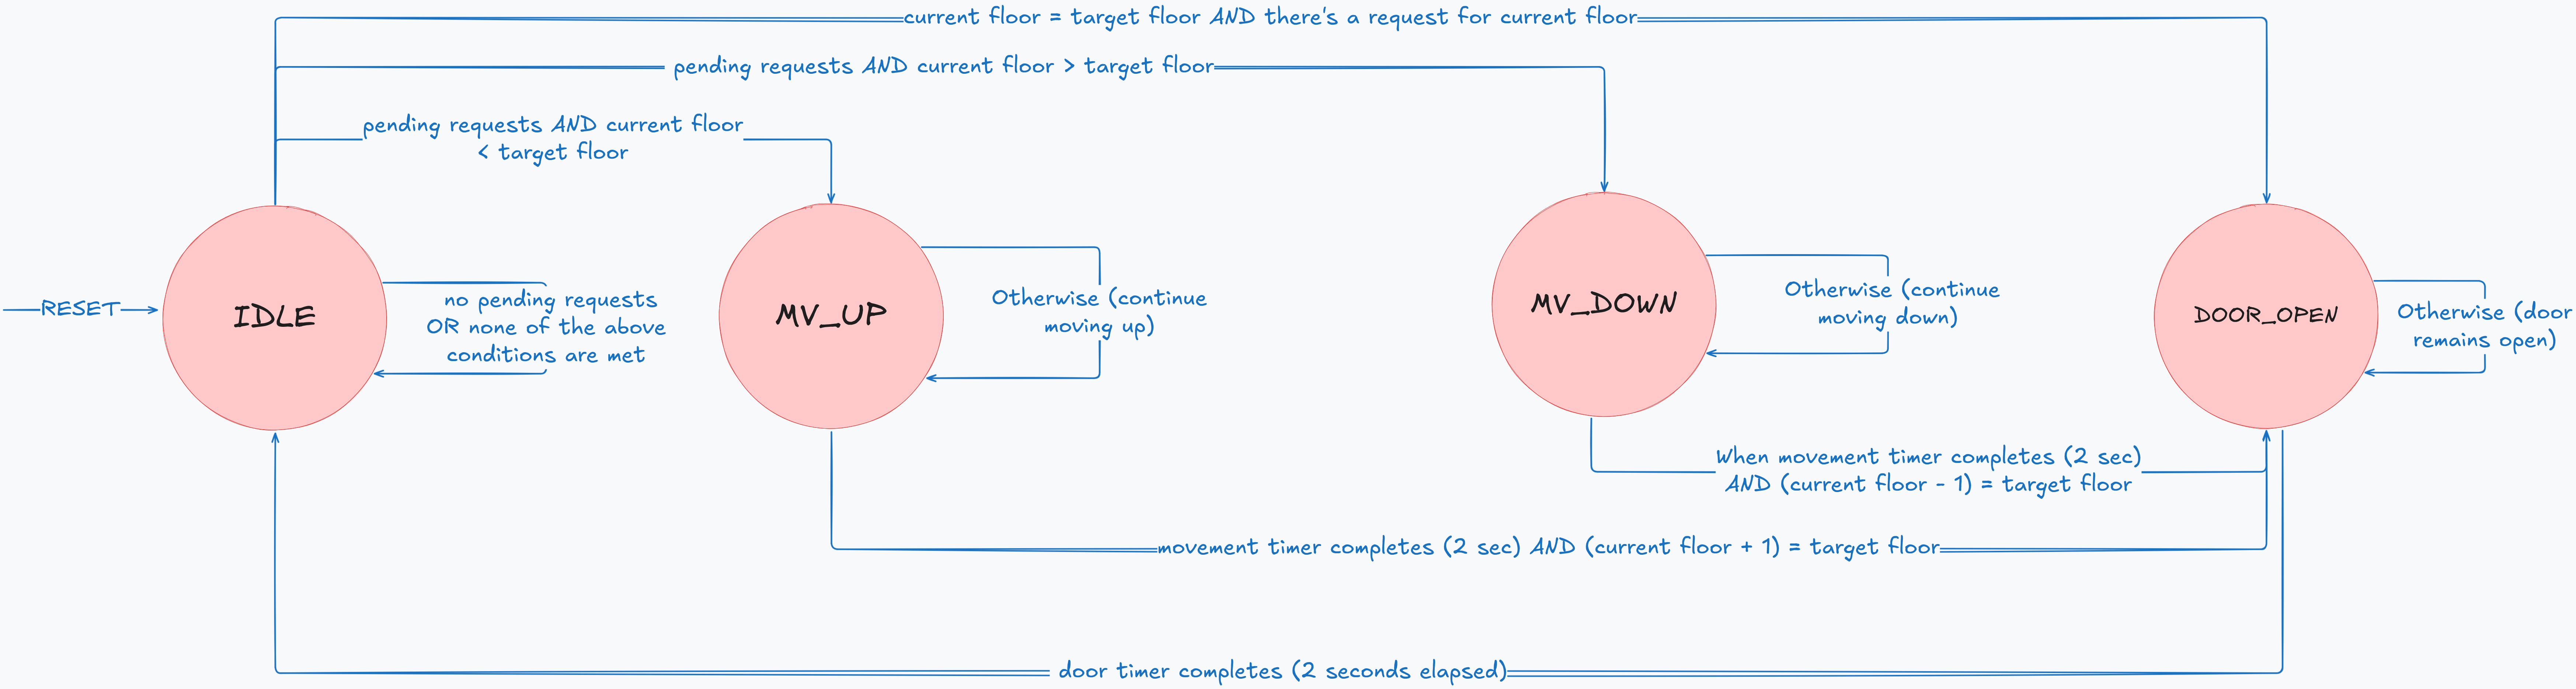 current floor = target floor AND there's a request for current floor
pending requests AND current floor > target floor
pending requests AND current floor
< target floor
RESET
IDLE
no pending requests
OR none of the above
conditions are met
MV_UP
Otherwise (continue
moving up)
MV_DOWN
Otherwise (continue
moving down)
DOOR_OPEN
Otherwise (door
remains open)
When movement timer completes (2 sec)
AND (current floor - 1) = target floor
movement timer completes (2 sec) AND (current floor + 1) = target floor
door timer completes (2 seconds elapsed)